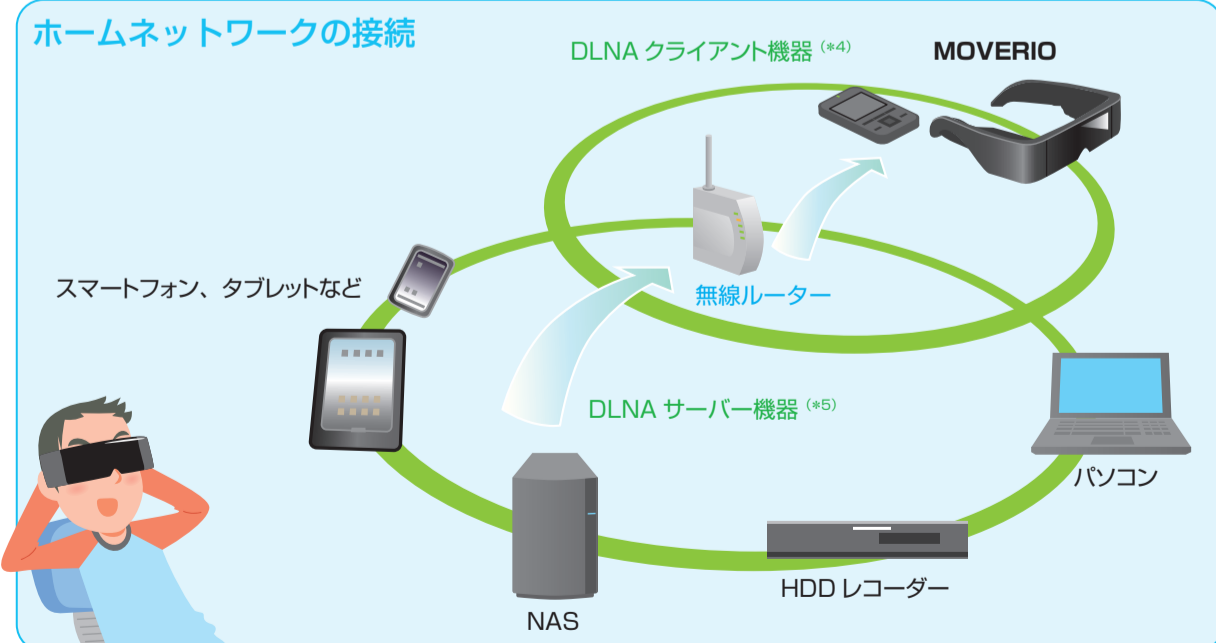 ホームネットワークの接続
DLNA クライアント機器 (*4)
MOVERIO
スマートフォン、タブレットなど
無線ルーター
DLNA サーバー機器 (*5)
パソコン
HDD レコーダー
NAS